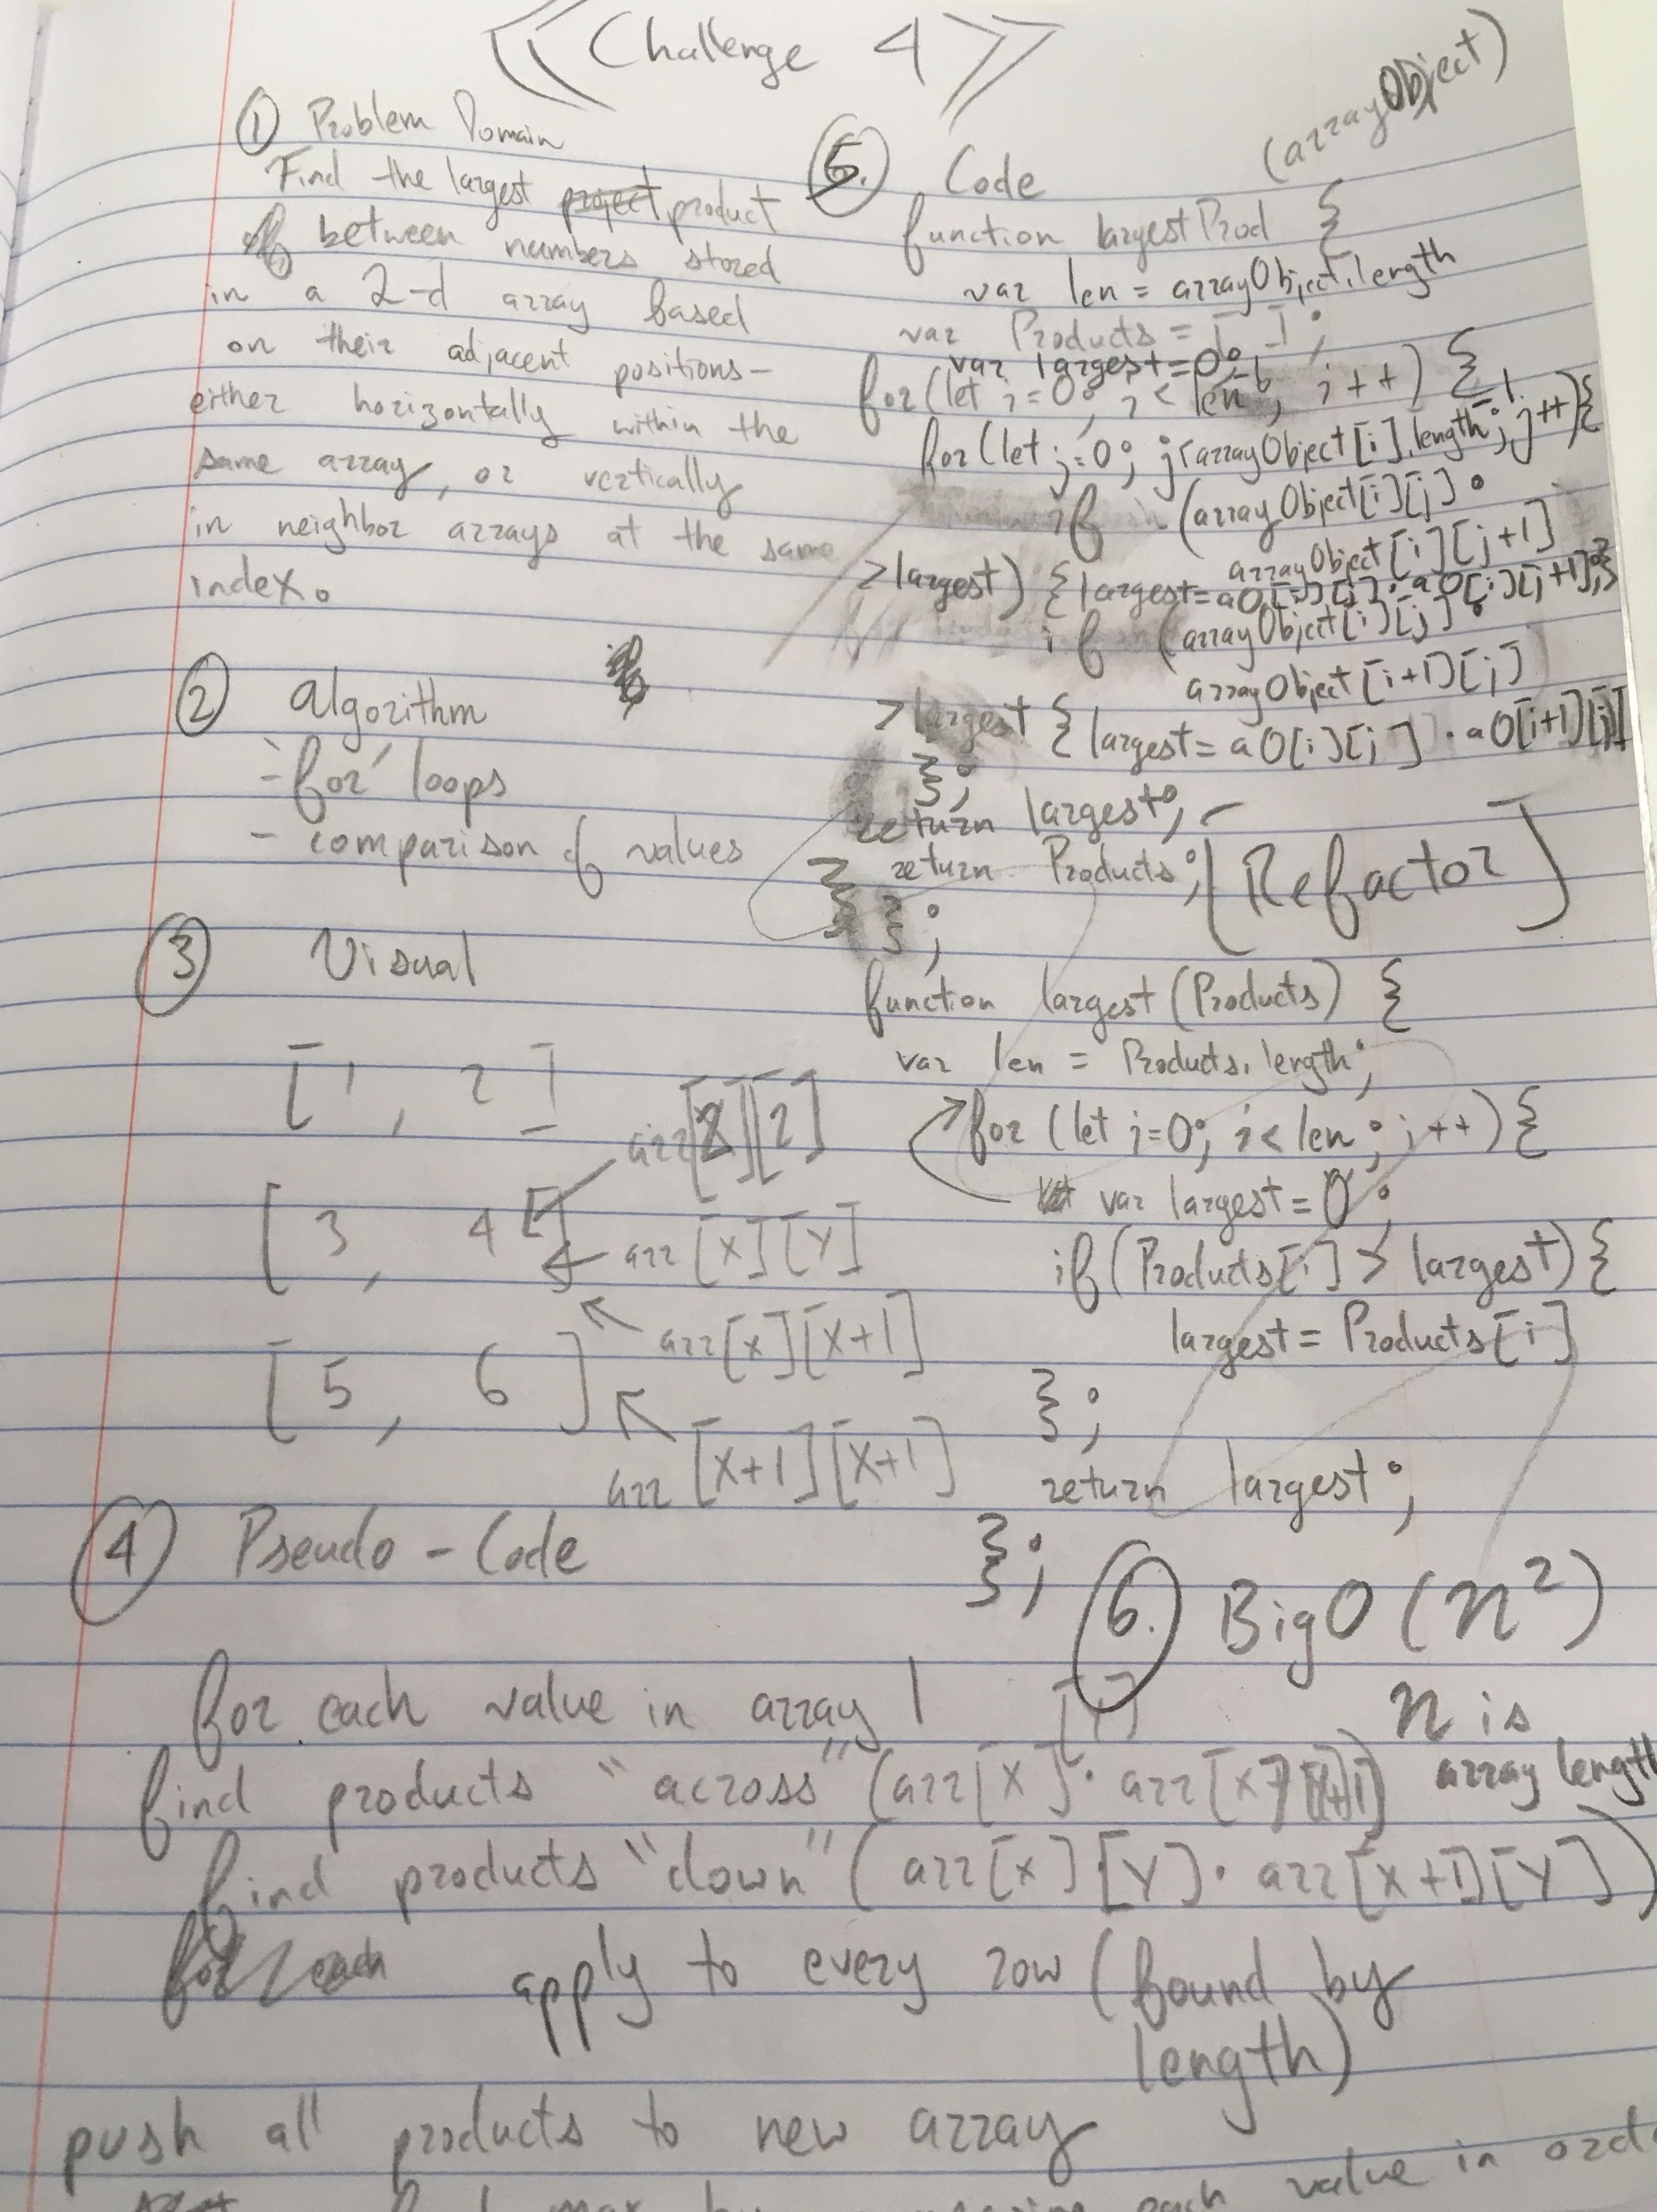 Challenge 4
① Problem Domain
Find the largest product
between numbers stored
in a 2-d array based
on their adjacent positions-
either horizontally within the
same array, or vertically
in neighbor arrays at the same
index.
② algorithm
- 'for' loops
- comparison of values
③ Visual
[1, 2]
arr[2][2]
[3, 4]
arr[x][y]
arr[x][x+1]
[5, 6]
arr[x+1][x+1]
④ Pseudo-Code
for each value in array 1
[y]
find products "across" (arr[x] · arr[x]
find products "down" (arr[x][y] · arr[x+1][y])
for each apply to every row (bound by
length)
push all products to new array
each value in
5. Code
(arrayObject)
function largestProd {
var len = arrayObject.length
var Products = [ ];
var largest=0;
for(let i=0; i < len-1; i++) {
for(let j=0; j<arrayObject[i].length-1; j++){
if (arrayObject[i][j] ·
arrayObject[i][j+1]
>largest) {largest=aO[i][j] · aO[i][j+1];}
if (arrayObject[i][j] ·
arrayObject[i+1][j]
>largest {largest=aO[i][j] · aO[i+1][j]
};
return largest;
return Products; [Refactor]
} };
function largest(Products) {
var len = Products.length;
for (let i=0; i<len; i++){
var largest=0;
if(Products[i] > largest){
largest=Products[i]
};
return largest;
};
6. BigO(n²)
n is
array length